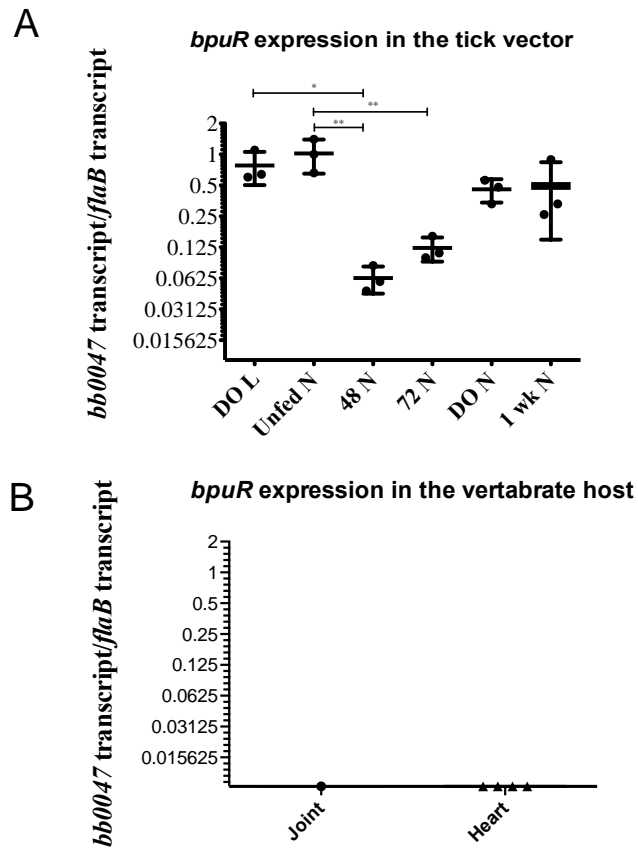 A
bpuR expression in the tick vector
bb0047 transcript/flaB transcript
*
**
**
2
1
0.5
0.25
0.125
0.0625
0.03125
0.015625
DO L
Unfed N
48 N
72 N
DO N
1 wk N
B
bpuR expression in the vertabrate host
bb0047 transcript/flaB transcript
2
1
0.5
0.25
0.125
0.0625
0.03125
0.015625
Joint
Heart